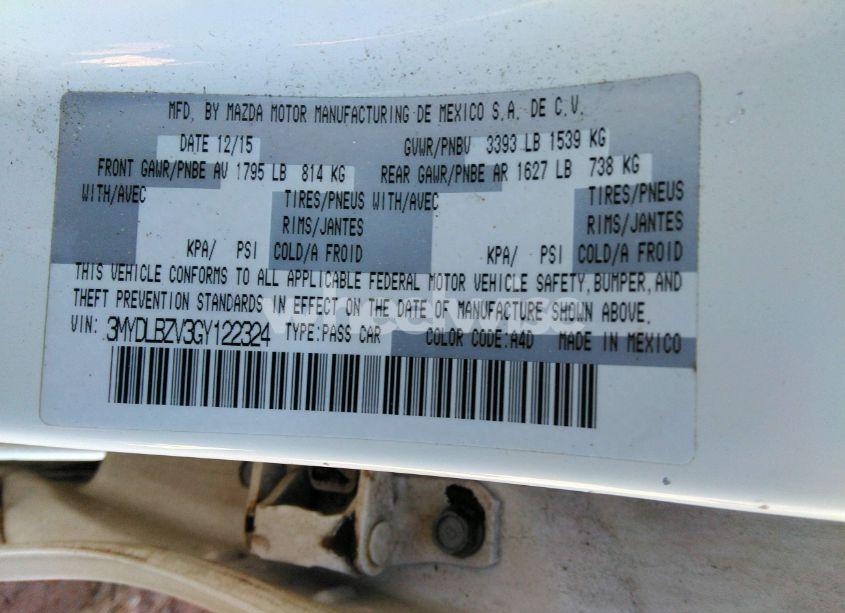 MFD. BY MAZDA MOTOR MANUFACTURING DE MEXICO S.A. DE C.V.
DATE 12/15 GVWR/PNBV 3393 LB 1539 KG
FRONT GAWR/PNBE AV 1795 LB 814 KG REAR GAWR/PNBE AR 1627 LB 738 KG
WITH/AVEC TIRES/PNEUS WITH/AVEC TIRES/PNEUS
RIMS/JANTES RIMS/JANTES
KPA/ PSI COLD/A FROID KPA/ PSI COLD/A FROID
THIS VEHICLE CONFORMS TO ALL APPLICABLE FEDERAL MOTOR VEHICLE SAFETY, BUMPER, AND
THEFT PREVENTION STANDARDS IN EFFECT ON THE DATE OF MANUFACTURE SHOWN ABOVE.
VIN: 3MYDLBZV3GY122324 TYPE:PASS CAR COLOR CODE:A4D MADE IN MEXICO